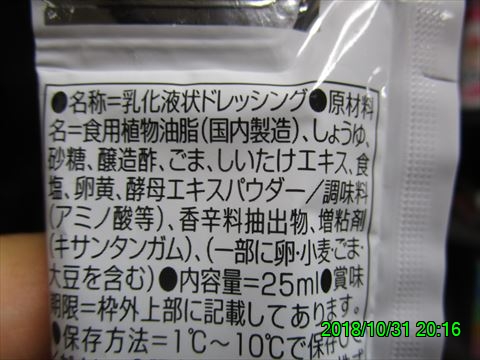 ●名称=乳化液状ドレッシング●原材料
名=食用植物油脂(国内製造)、しょうゆ、
砂糖、醸造酢、ごま、しいたけエキス、食
塩、卵黄、酵母エキスパウダー/調味料
(アミノ酸等)、香辛料抽出物、増粘剤
(キサンタンガム)、(一部に卵・小麦・ごま・
大豆を含む)●内容量=25ml●賞味
期限=枠外上部に記載してあります。
●保存方法=1℃~10℃で保存して
2018/10/31 20:16